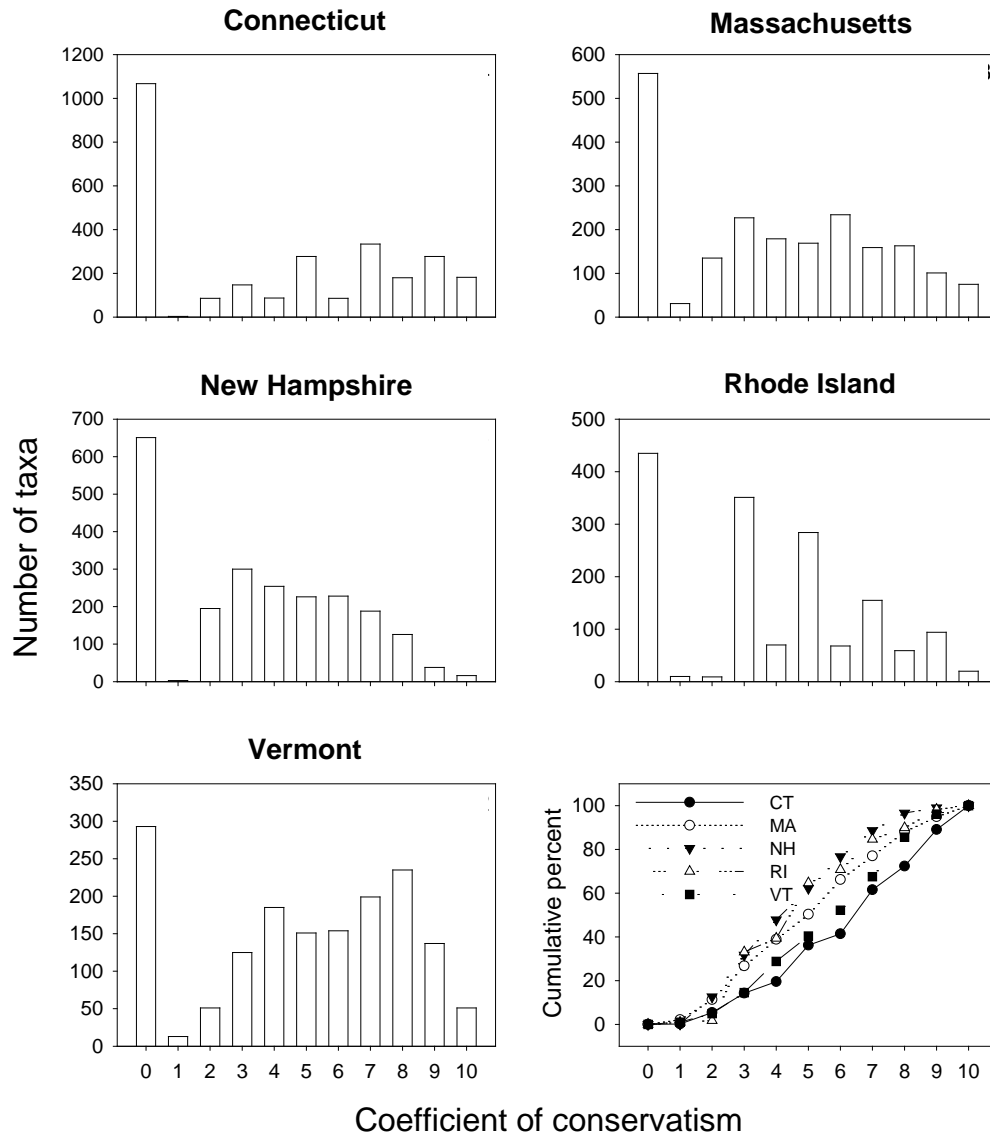 Connecticut
Massachusetts
1200
1000
800
600
400
200
0
600
500
400
300
200
100
0
New Hampshire
Rhode Island
Number of taxa
700
600
500
400
300
200
100
0
500
400
300
200
100
0
Vermont
350
300
250
200
150
100
50
0
0 1 2 3 4 5 6 7 8 9 10
Cumulative percent
100
80
60
40
20
0
CT
MA
NH
RI
VT
0 1 2 3 4 5 6 7 8 9 10
Coefficient of conservatism